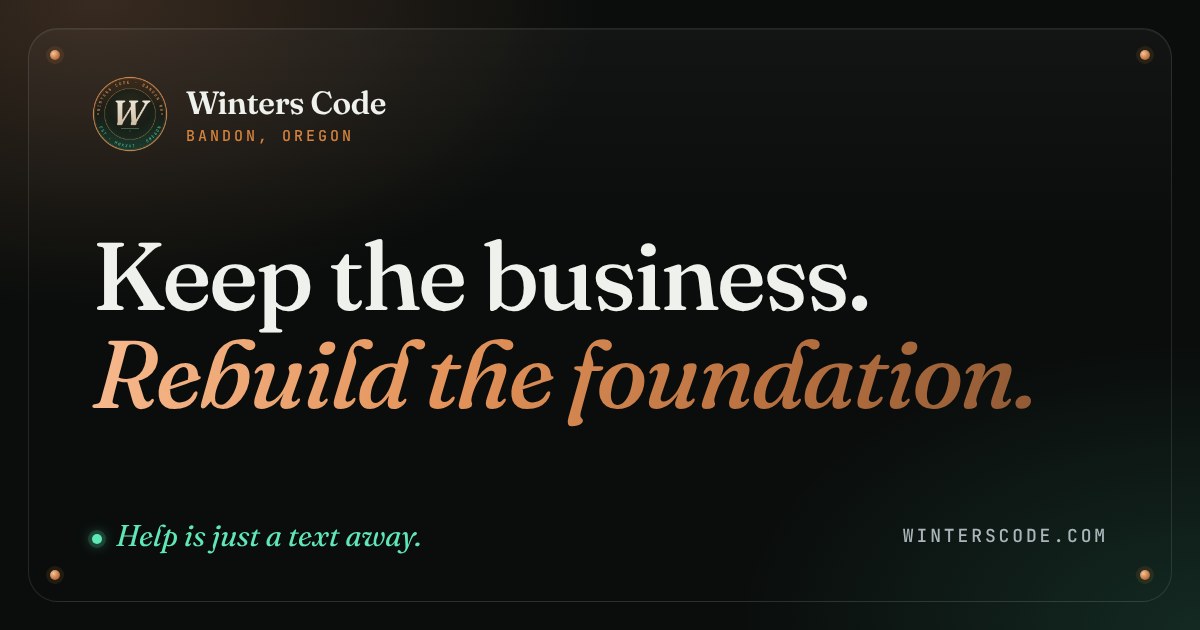 W
Winters Code
BANDON, OREGON
Keep the business.
Rebuild the foundation.
Help is just a text away.
WINTERSCODE.COM